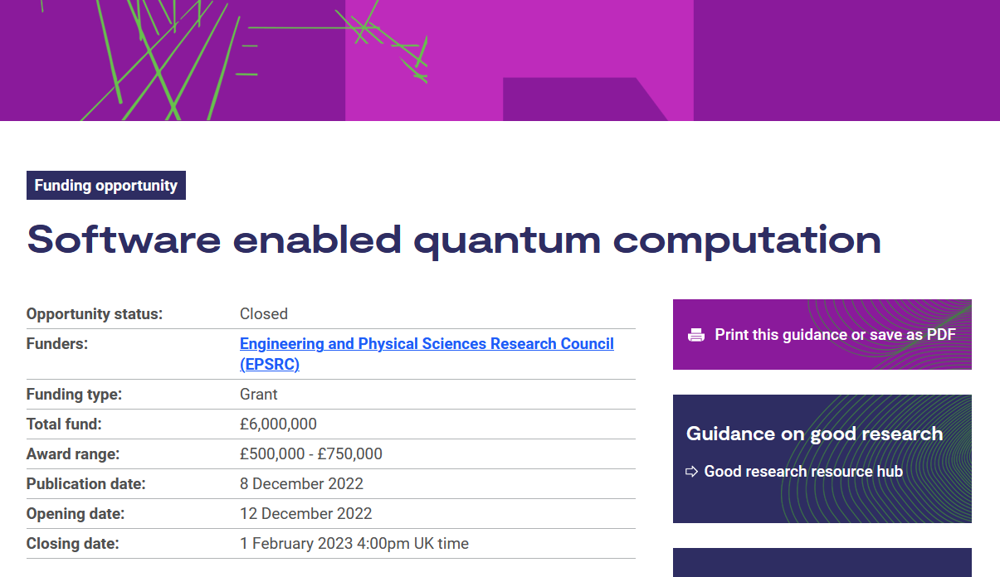 Funding opportunity
Software enabled quantum computation
Opportunity status: Closed
Funders: Engineering and Physical Sciences Research Council
(EPSRC)
Funding type: Grant
Total fund: £6,000,000
Award range: £500,000 - £750,000
Publication date: 8 December 2022
Opening date: 12 December 2022
Closing date: 1 February 2023 4:00pm UK time
Print this guidance or save as PDF
Guidance on good research
Good research resource hub